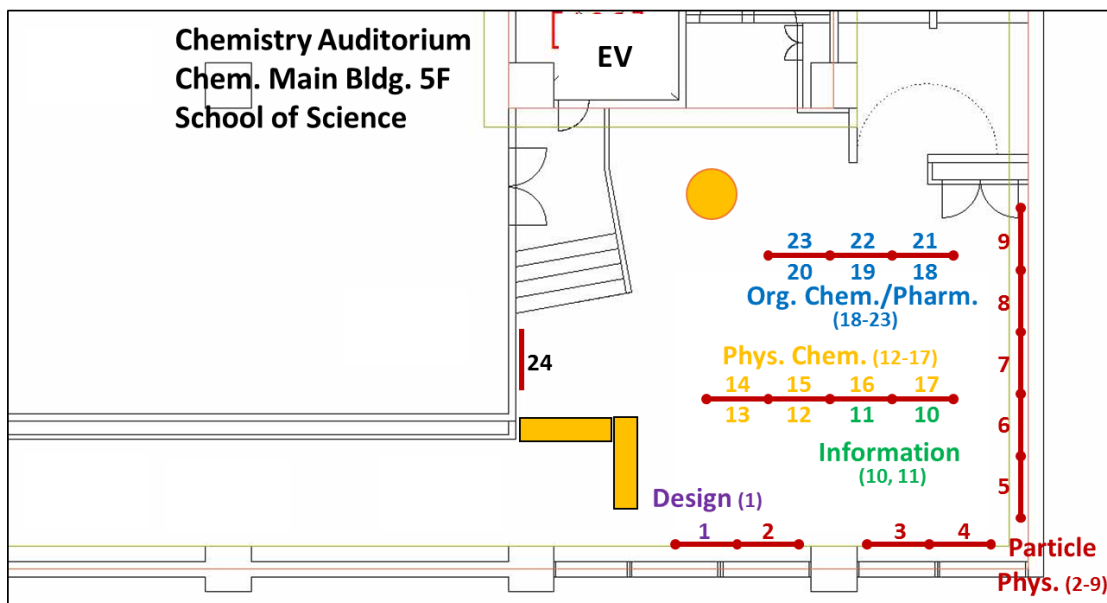 Chemistry Auditorium
Chem. Main Bldg. 5F
School of Science
EV
23 22 21
20 19 18
Org. Chem./Pharm.
(18-23)
9
8
7
6
5
24
Phys. Chem. (12-17)
14 15 16 17
13 12 11 10
Information
(10, 11)
Design (1)
1 2 3 4
Particle
Phys. (2-9)